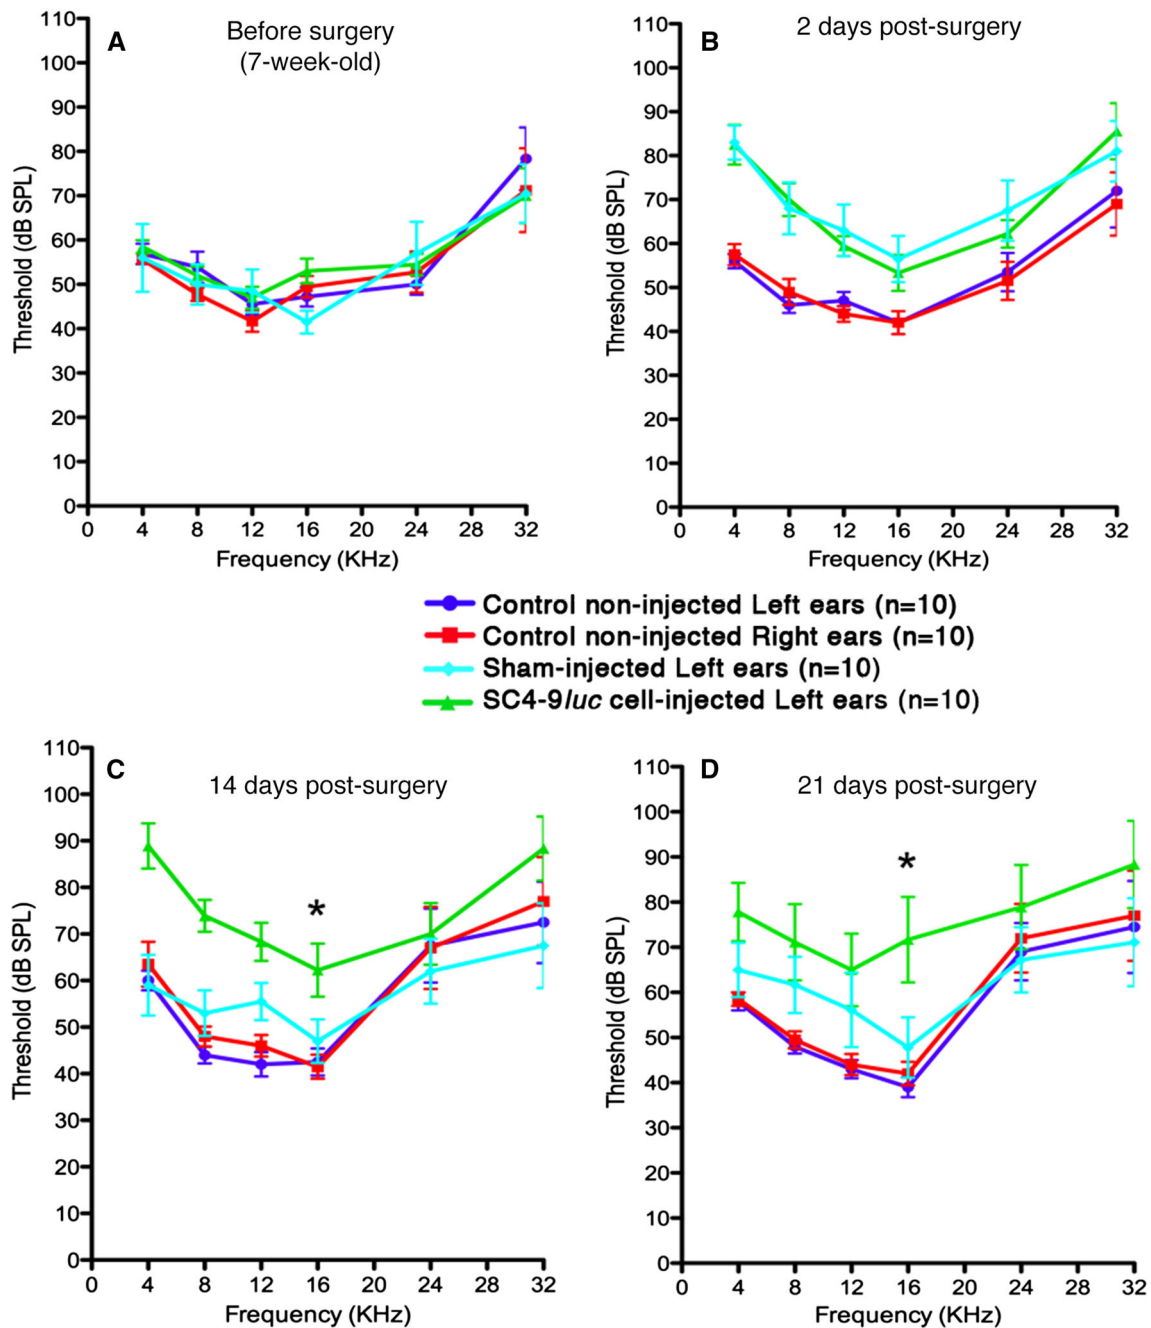 A
Before surgery
(7-week-old)
110
100
90
80
70
60
50
40
30
20
10
0
Threshold (dB SPL)
0 4 8 12 16 20 24 28 32
Frequency (KHz)
B
2 days post-surgery
110
100
90
80
70
60
50
40
30
20
10
0
Threshold (dB SPL)
0 4 8 12 16 20 24 28 32
Frequency (KHz)
Control non-injected Left ears (n=10)
Control non-injected Right ears (n=10)
Sham-injected Left ears (n=10)
SC4-9luc cell-injected Left ears (n=10)
C
14 days post-surgery
110
100
90
80
70
60
50
40
30
20
10
0
*
Threshold (dB SPL)
0 4 8 12 16 20 24 28 32
Frequency (KHz)
D
21 days post-surgery
110
100
90
80
70
60
50
40
30
20
10
0
*
Threshold (dB SPL)
0 4 8 12 16 20 24 28 32
Frequency (KHz)